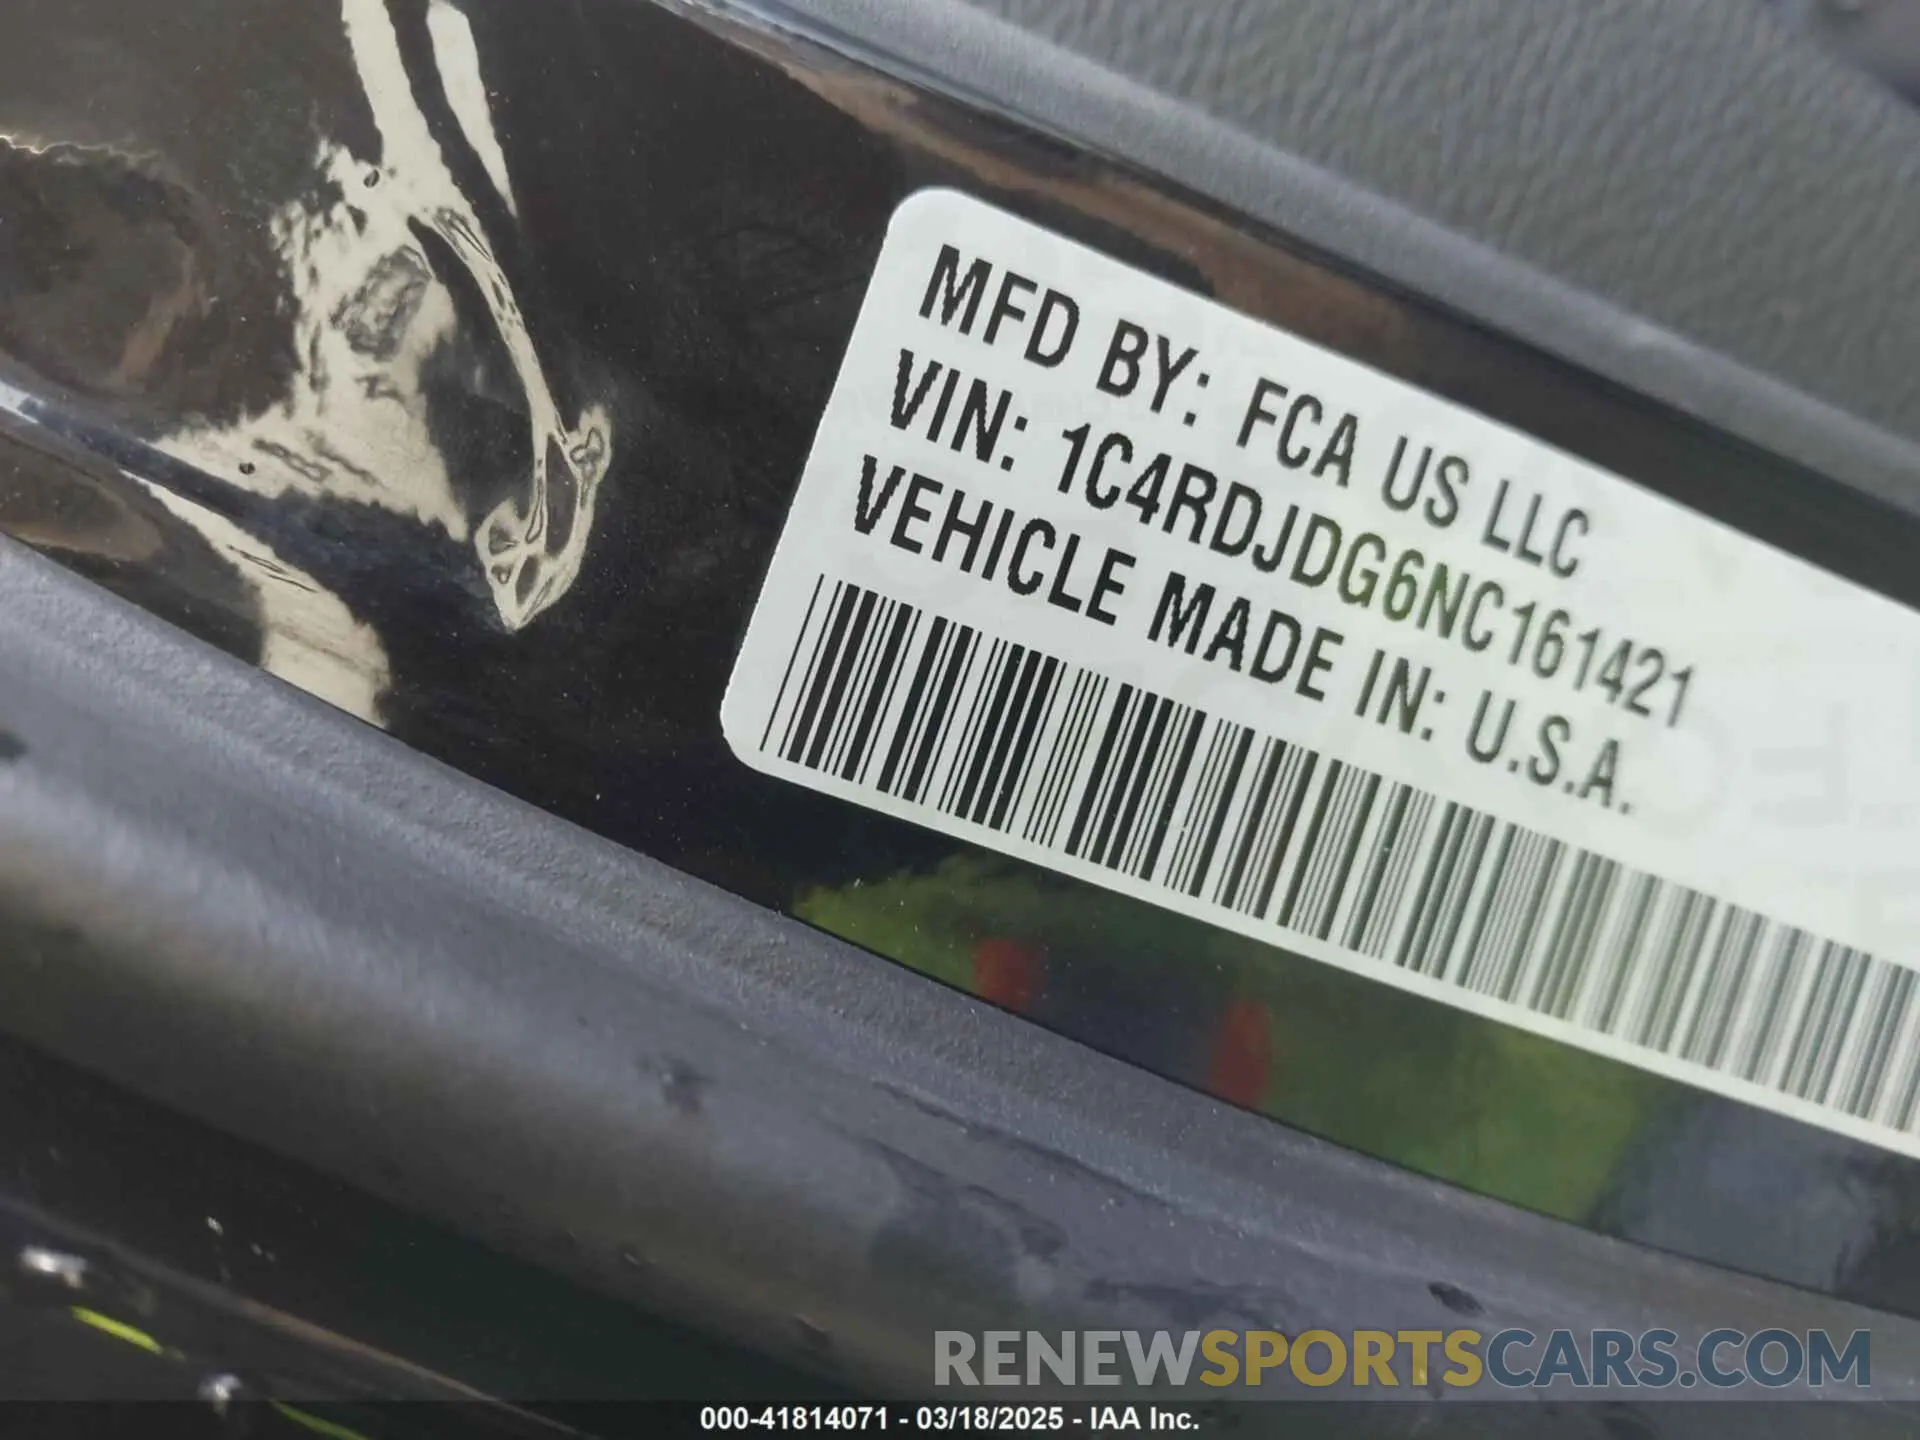 MFD BY: FCA US LLC
VIN: 1C4RDJDG6NC161421
VEHICLE MADE IN: U.S.A.
RENEWSPORTSCARS.COM
000-41814071 - 03/18/2025 - IAA Inc.